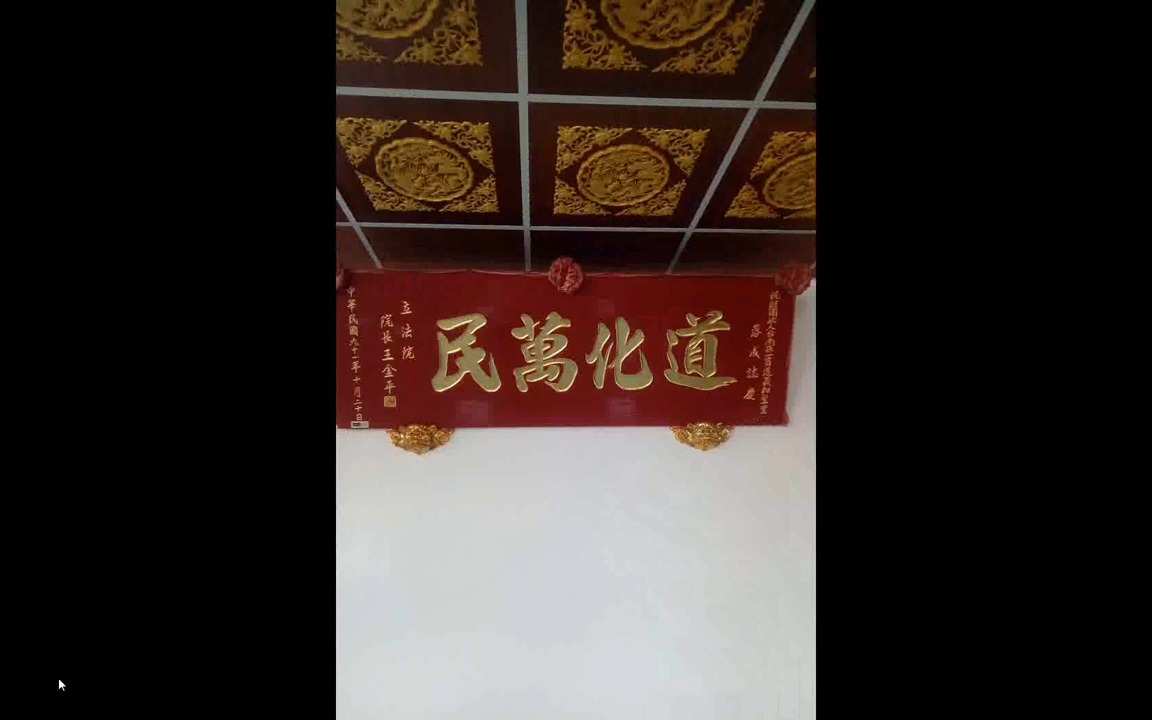 落成誌慶
道化萬民
立法院
院長王金平
中華民國九十一年十月二十日